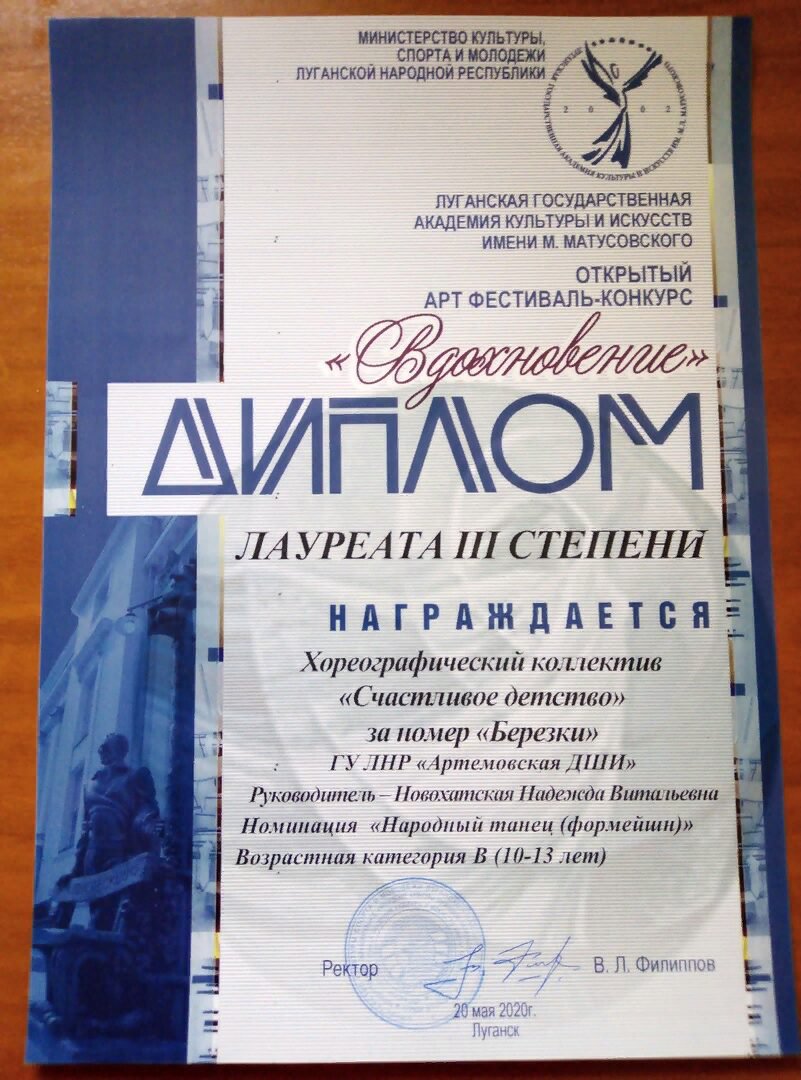 МИНИСТЕРСТВО КУЛЬТУРЫ,
СПОРТА И МОЛОДЕЖИ
ЛУГАНСКОЙ НАРОДНОЙ РЕСПУБЛИКИ
2002
ЛУГАНСКАЯ ГОСУДАРСТВЕННАЯ
АКАДЕМИЯ КУЛЬТУРЫ И ИСКУССТВ
ИМЕНИ М. МАТУСОВСКОГО
ОТКРЫТЫЙ
АРТ ФЕСТИВАЛЬ-КОНКУРС
«Вдохновение»
ДИПЛОМ
ЛАУРЕАТА III СТЕПЕНИ
НАГРАЖДАЕТСЯ
Хореографический коллектив
«Счастливое детство»
за номер «Березки»
ГУ ЛНР «Артемовская ДШИ»
Руководитель – Новохатская Надежда Витальевна
Номинация «Народный танец (формейшн)»
Возрастная категория В (10-13 лет)
Ректор
В. Л. Филиппов
20 мая 2020г.
Луганск